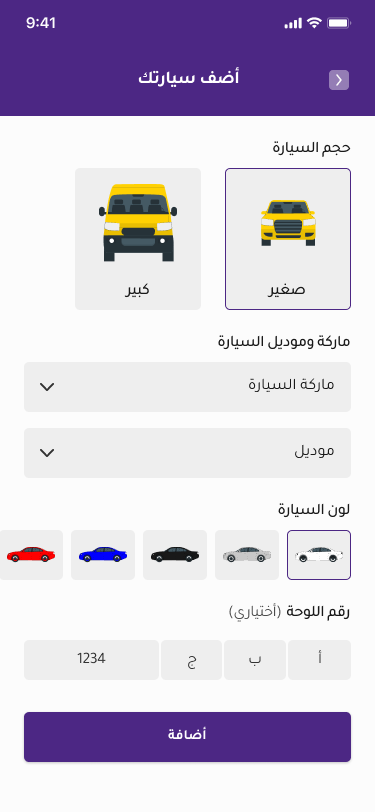 9:41
أضف سيارتك
حجم السيارة
صغير
كبير
ماركة وموديل السيارة
ماركة السيارة
موديل
لون السيارة
رقم اللوحة (أختياري)
أ ب ج 1234
أضافة